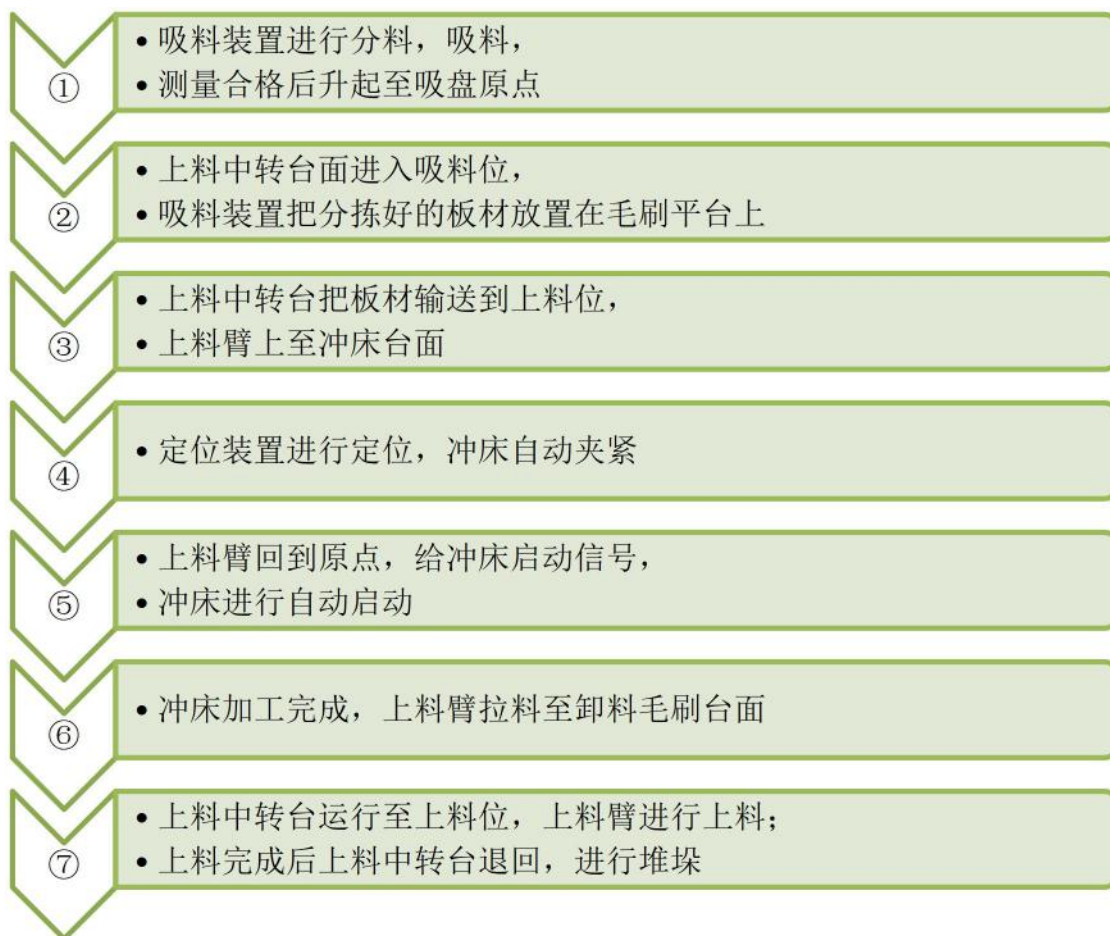 ①
• 吸料装置进行分料，吸料，
• 测量合格后升起至吸盘原点
②
• 上料中转台面进入吸料位，
• 吸料装置把分拣好的板材放置在毛刷平台上
③
• 上料中转台把板材输送到上料位，
• 上料臂上至冲床台面
④
• 定位装置进行定位，冲床自动夹紧
⑤
• 上料臂回到原点，给冲床启动信号，
• 冲床进行自动启动
⑥
• 冲床加工完成，上料臂拉料至卸料毛刷台面
⑦
• 上料中转台运行至上料位，上料臂进行上料；
• 上料完成后上料中转台退回，进行堆垛